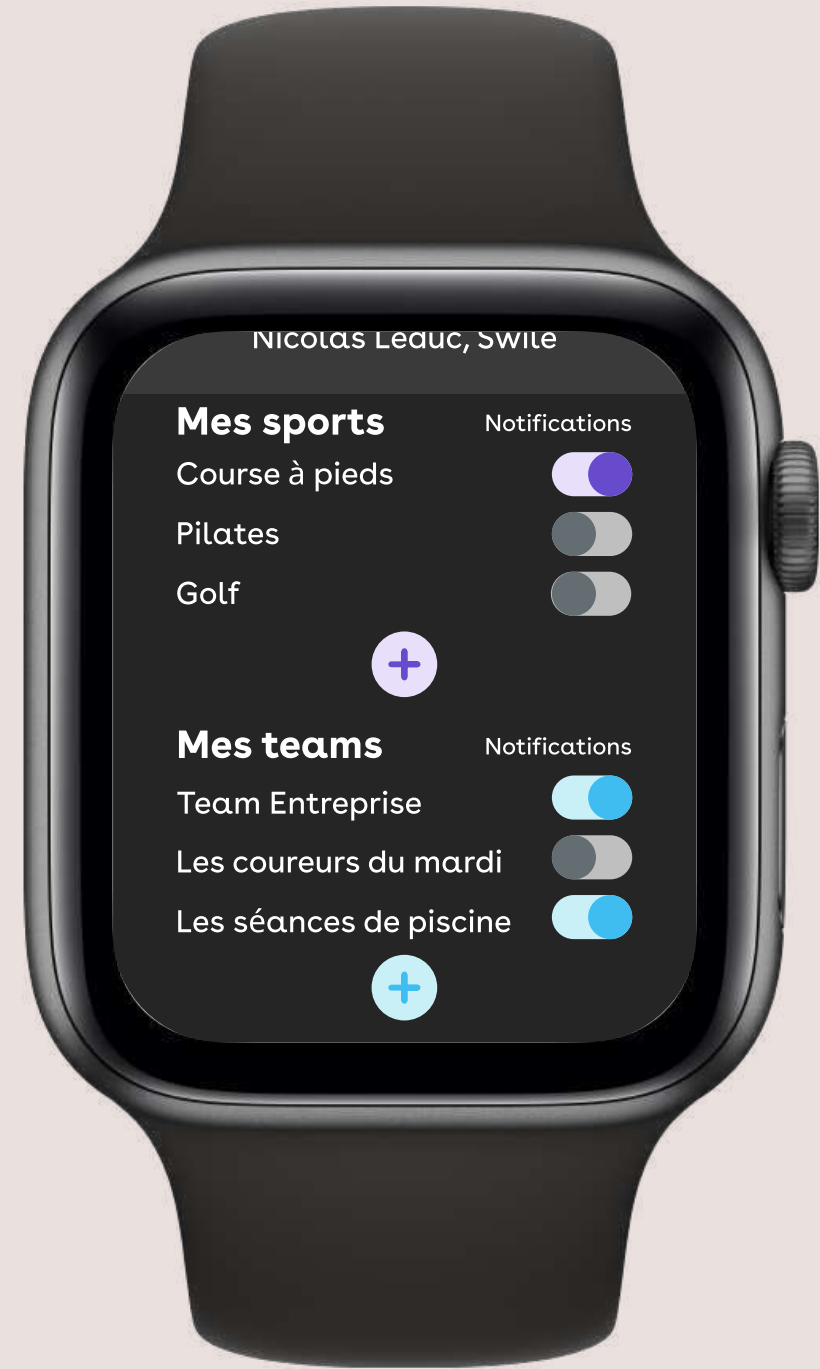 Nicolas Leduc, Swile
Mes sports Notifications
Course à pieds
Pilates
Golf
Mes teams Notifications
Team Entreprise
Les coureurs du mardi
Les séances de piscine